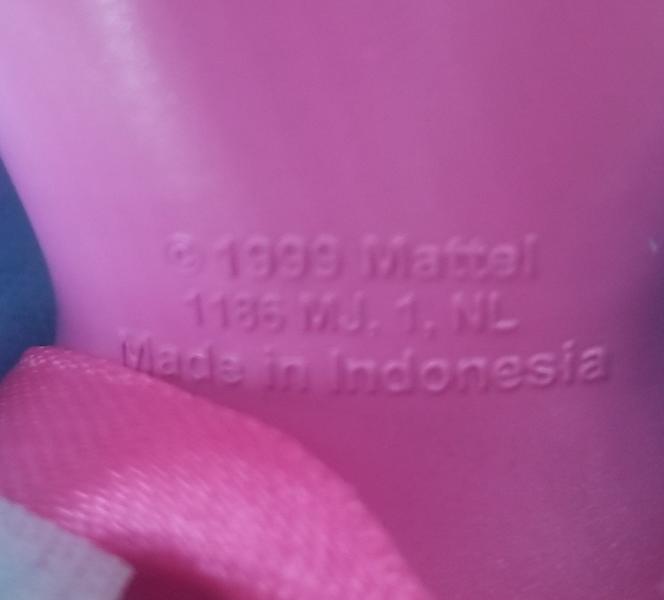 ©1999 Mattel
1186 MJ. 1, NL
Made in Indonesia